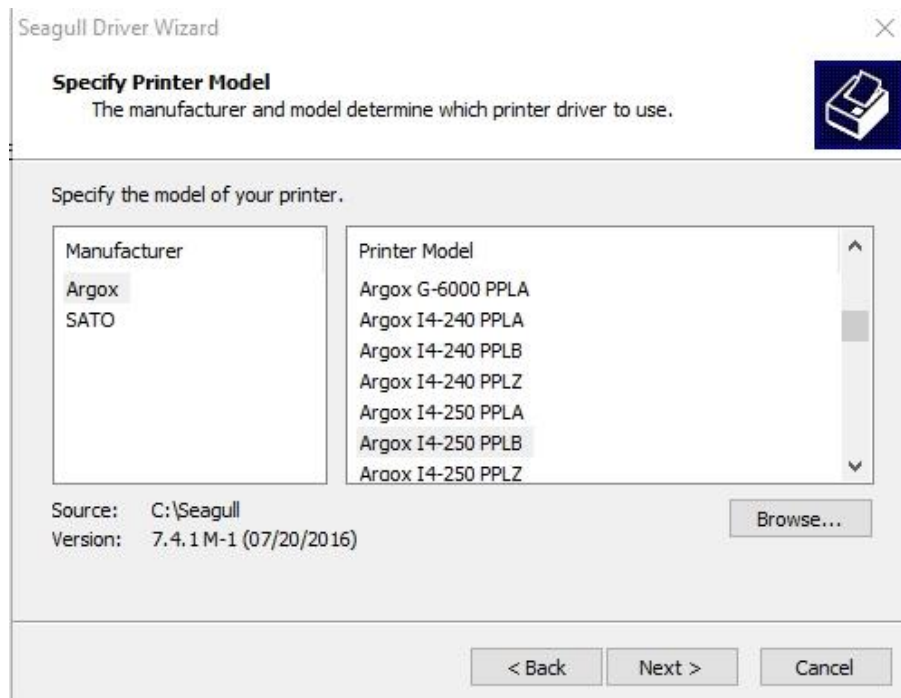 Seagull Driver Wizard
Specify Printer Model
The manufacturer and model determine which printer driver to use.
Specify the model of your printer.
Manufacturer
Argox
SATO
Printer Model
Argox G-6000 PPLA
Argox I4-240 PPLA
Argox I4-240 PPLB
Argox I4-240 PPLZ
Argox I4-250 PPLA
Argox I4-250 PPLB
Argox I4-250 PPLZ
Source: C:\Seagull
Version: 7.4.1 M-1 (07/20/2016)
Browse...
< Back Next > Cancel